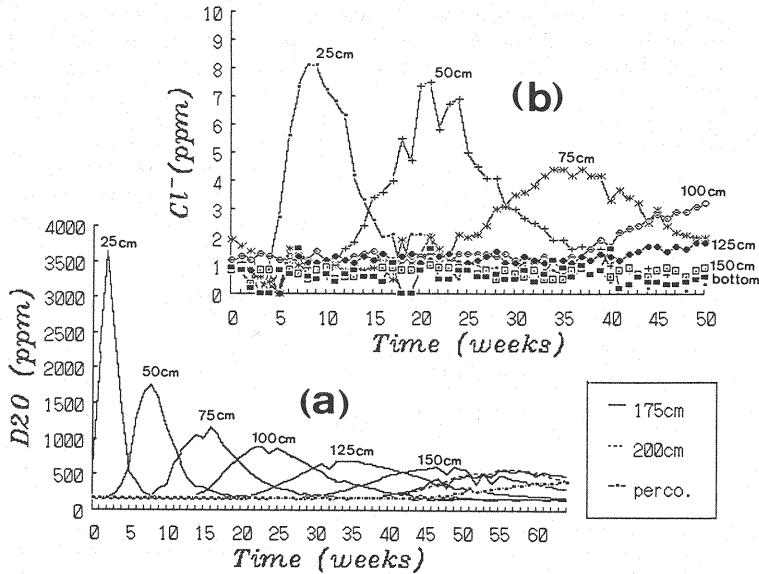 10
9
8
7
6
5
4
3
2
1
0
Cl⁻(ppm)
25cm
50cm
(b)
75cm
100cm
125cm
150cm
bottom
0 5 10 15 20 25 30 35 40 45 50
Time (weeks)
4000
3500
3000
2500
2000
1500
1000
500
0
D2O (ppm)
25cm
50cm
75cm
100cm
125cm
150cm
(a)
0 5 10 15 20 25 30 35 40 45 50 55 60
Time (weeks)
175cm
200cm
perco.